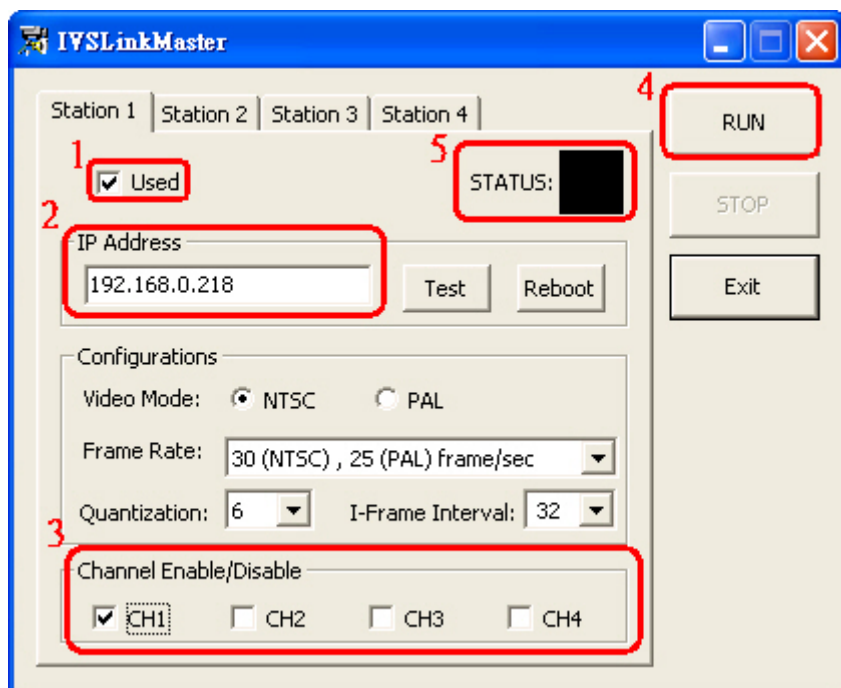 IVSLinkMaster
Station 1 Station 2 Station 3 Station 4
4
RUN
1
Used
5
STATUS:
STOP
2
IP Address
192.168.0.218
Test
Reboot
Exit
Configurations
Video Mode: NTSC PAL
Frame Rate: 30 (NTSC) , 25 (PAL) frame/sec
Quantization: 6 I-Frame Interval: 32
3
Channel Enable/Disable
CH1 CH2 CH3 CH4